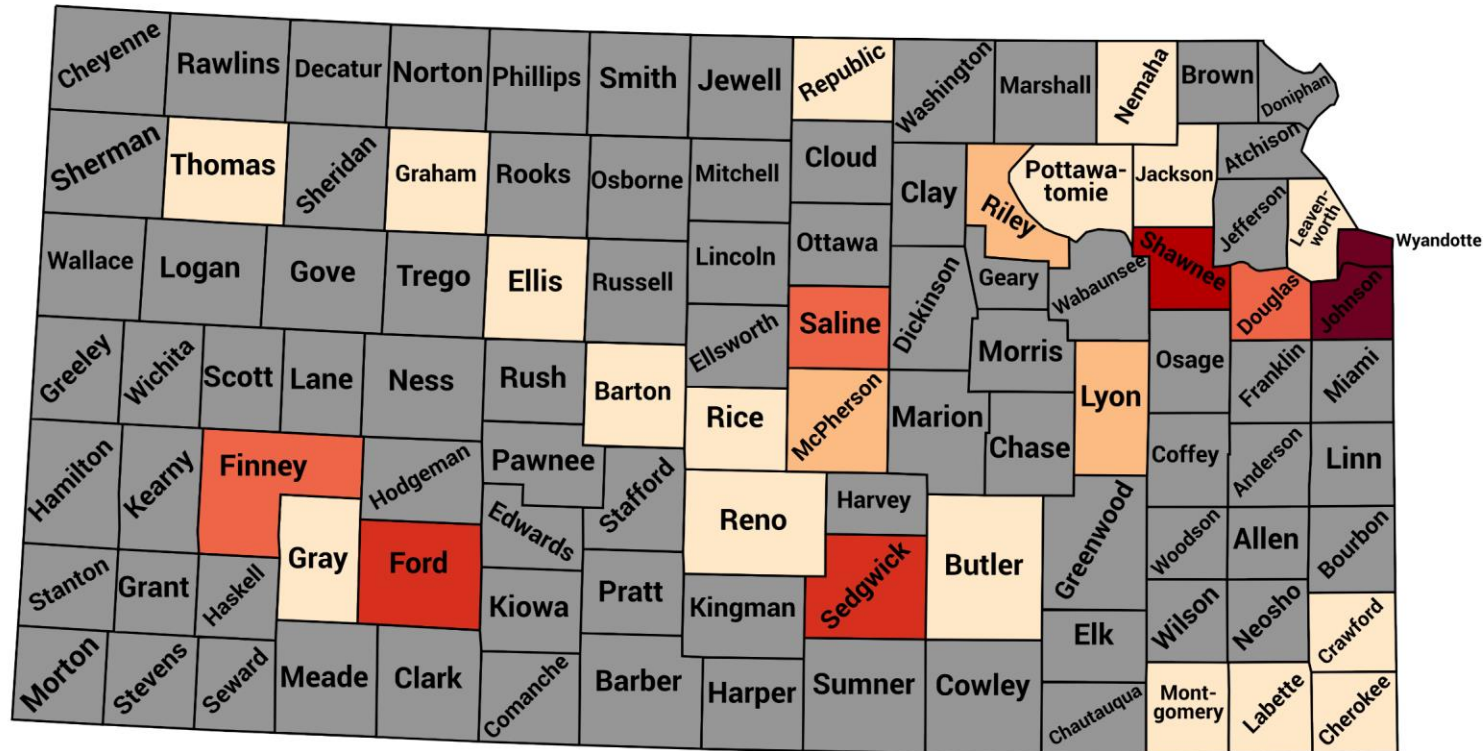 Cheyenne
Rawlins
Decatur
Norton
Phillips
Smith
Jewell
Republic
Washington
Marshall
Nemaha
Brown
Doniphan
Sherman
Thomas
Sheridan
Graham
Rooks
Osborne
Mitchell
Cloud
Clay
Riley
Pottawa-
tomie
Jackson
Atchison
Jefferson
Leaven-
worth
Wyandotte
Wallace
Logan
Gove
Trego
Ellis
Russell
Lincoln
Ottawa
Dickinson
Geary
Wabaunsee
Shawnee
Douglas
Johnson
Greeley
Wichita
Scott
Lane
Ness
Rush
Barton
Ellsworth
Saline
Morris
Osage
Franklin
Miami
Rice
McPherson
Marion
Chase
Lyon
Coffey
Anderson
Linn
Hamilton
Kearny
Finney
Hodgeman
Pawnee
Stafford
Edwards
Reno
Harvey
Butler
Greenwood
Woodson
Allen
Bourbon
Stanton
Grant
Haskell
Gray
Ford
Kiowa
Pratt
Kingman
Sedgwick
Elk
Wilson
Neosho
Crawford
Morton
Stevens
Seward
Meade
Clark
Comanche
Barber
Harper
Sumner
Cowley
Chautauqua
Mont-
gomery
Labette
Cherokee